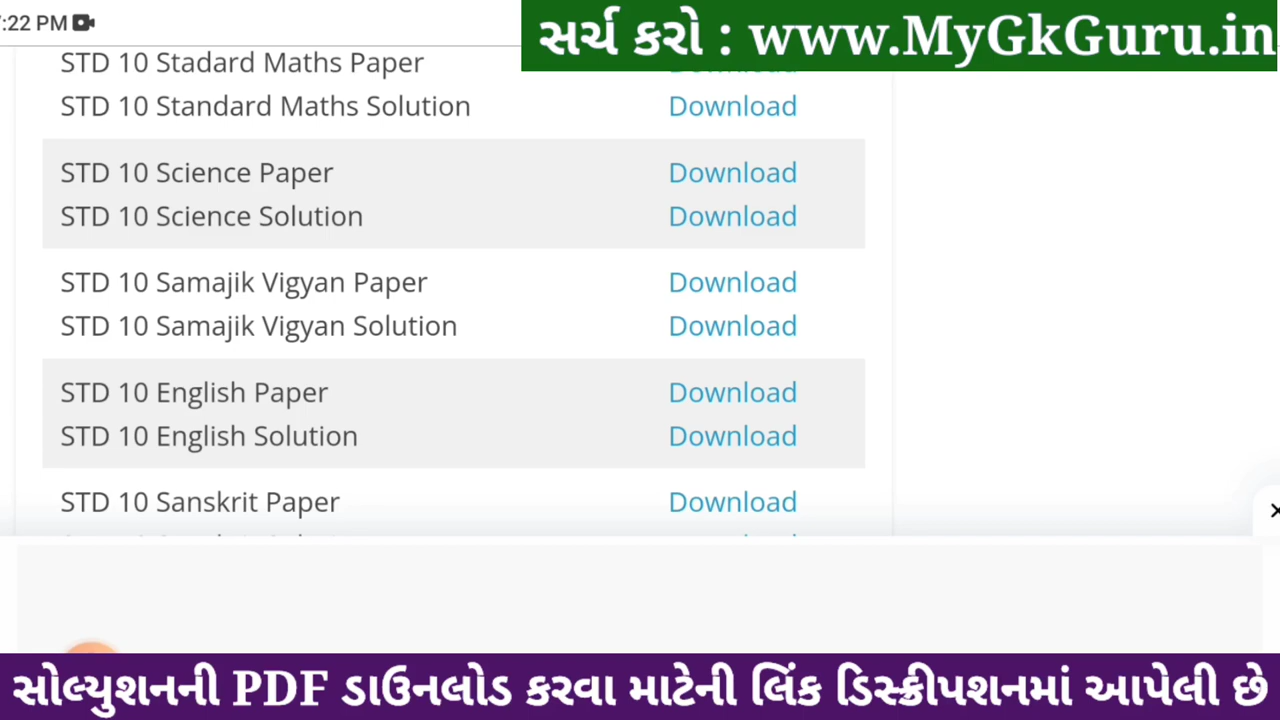 :22 PM
સર્ચ કરો : www.MyGkGuru.in
STD 10 Stadard Maths Paper
STD 10 Standard Maths Solution Download
STD 10 Science Paper Download
STD 10 Science Solution Download
STD 10 Samajik Vigyan Paper Download
STD 10 Samajik Vigyan Solution Download
STD 10 English Paper Download
STD 10 English Solution Download
STD 10 Sanskrit Paper Download
સોલ્યુશનની PDF ડાઉનલોડ કરવા માટેની લિંક ડિસ્ક્રીપશનમાં આપેલી છે